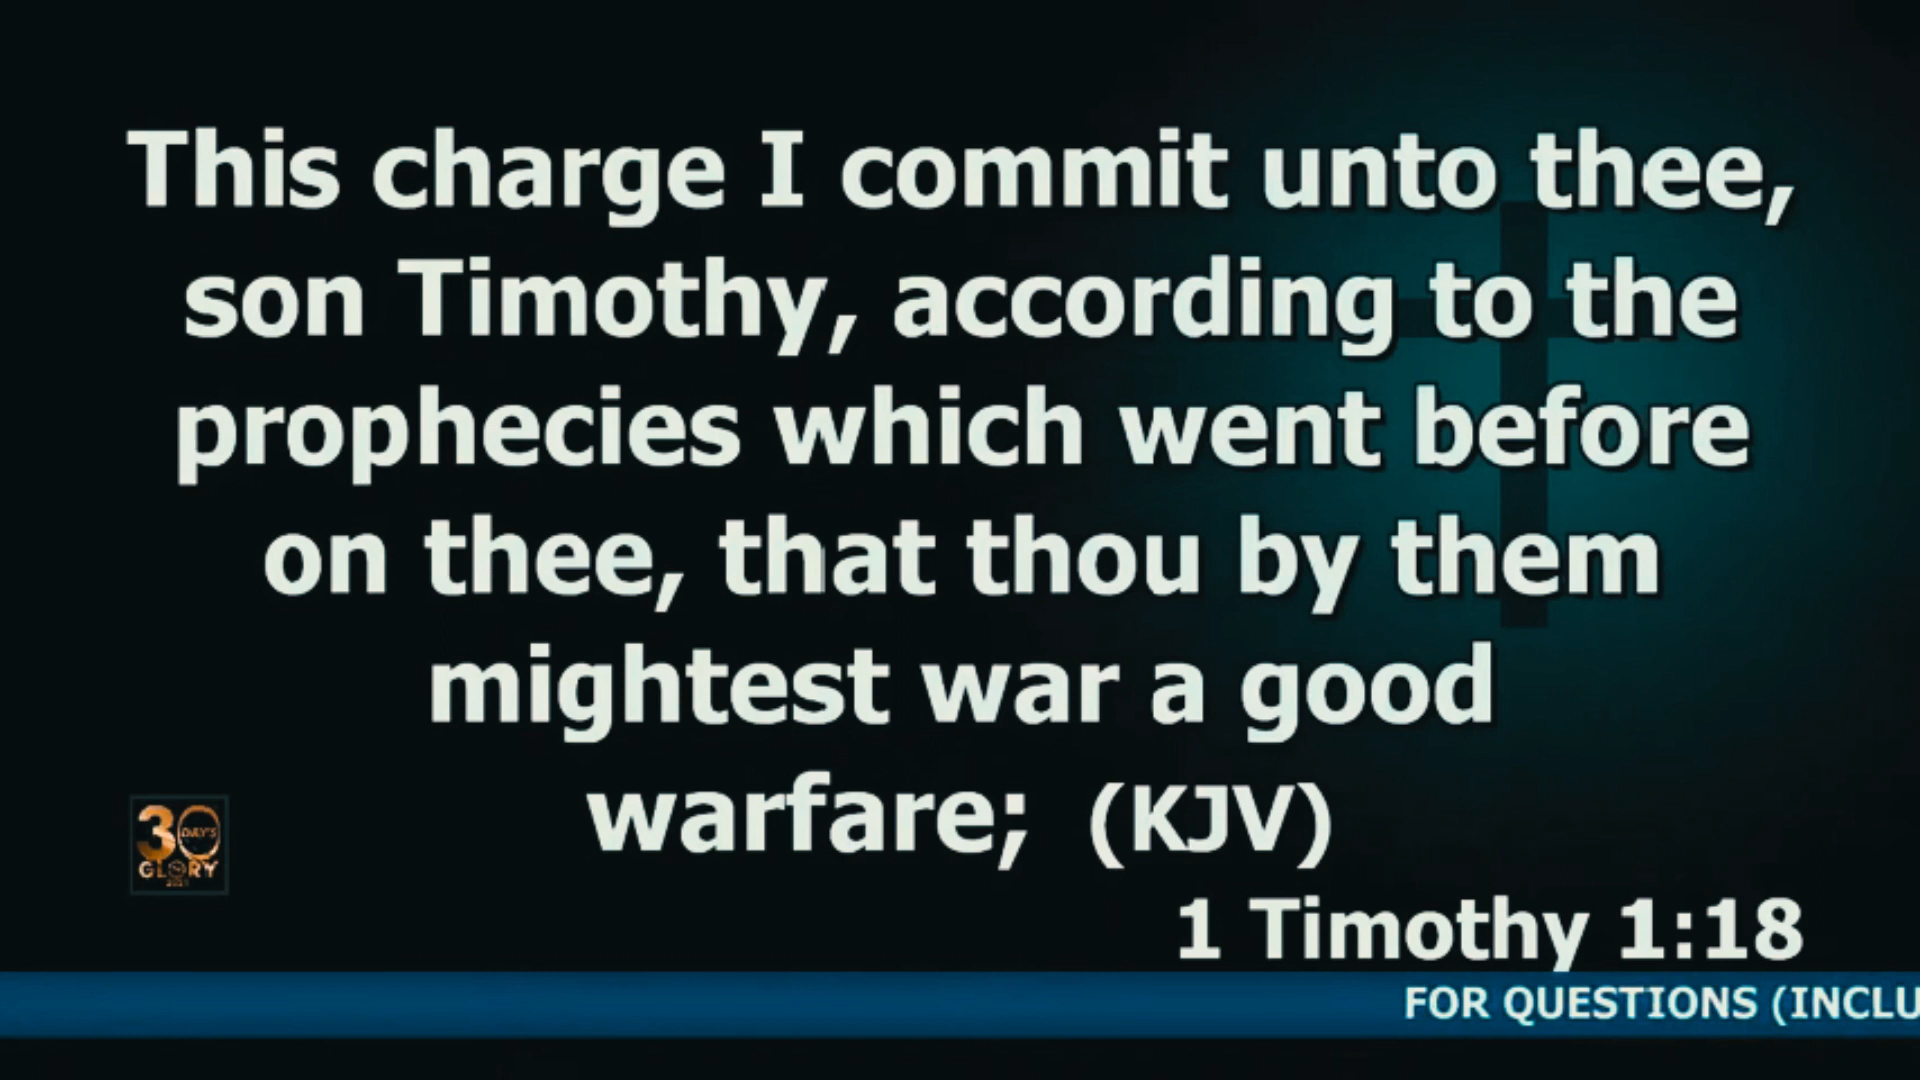 This charge I commit unto thee,
son Timothy, according to the
prophecies which went before
on thee, that thou by them
mightest war a good
warfare; (KJV)
1 Timothy 1:18
30
DAY'S
GLORY
FOR QUESTIONS (INCLU